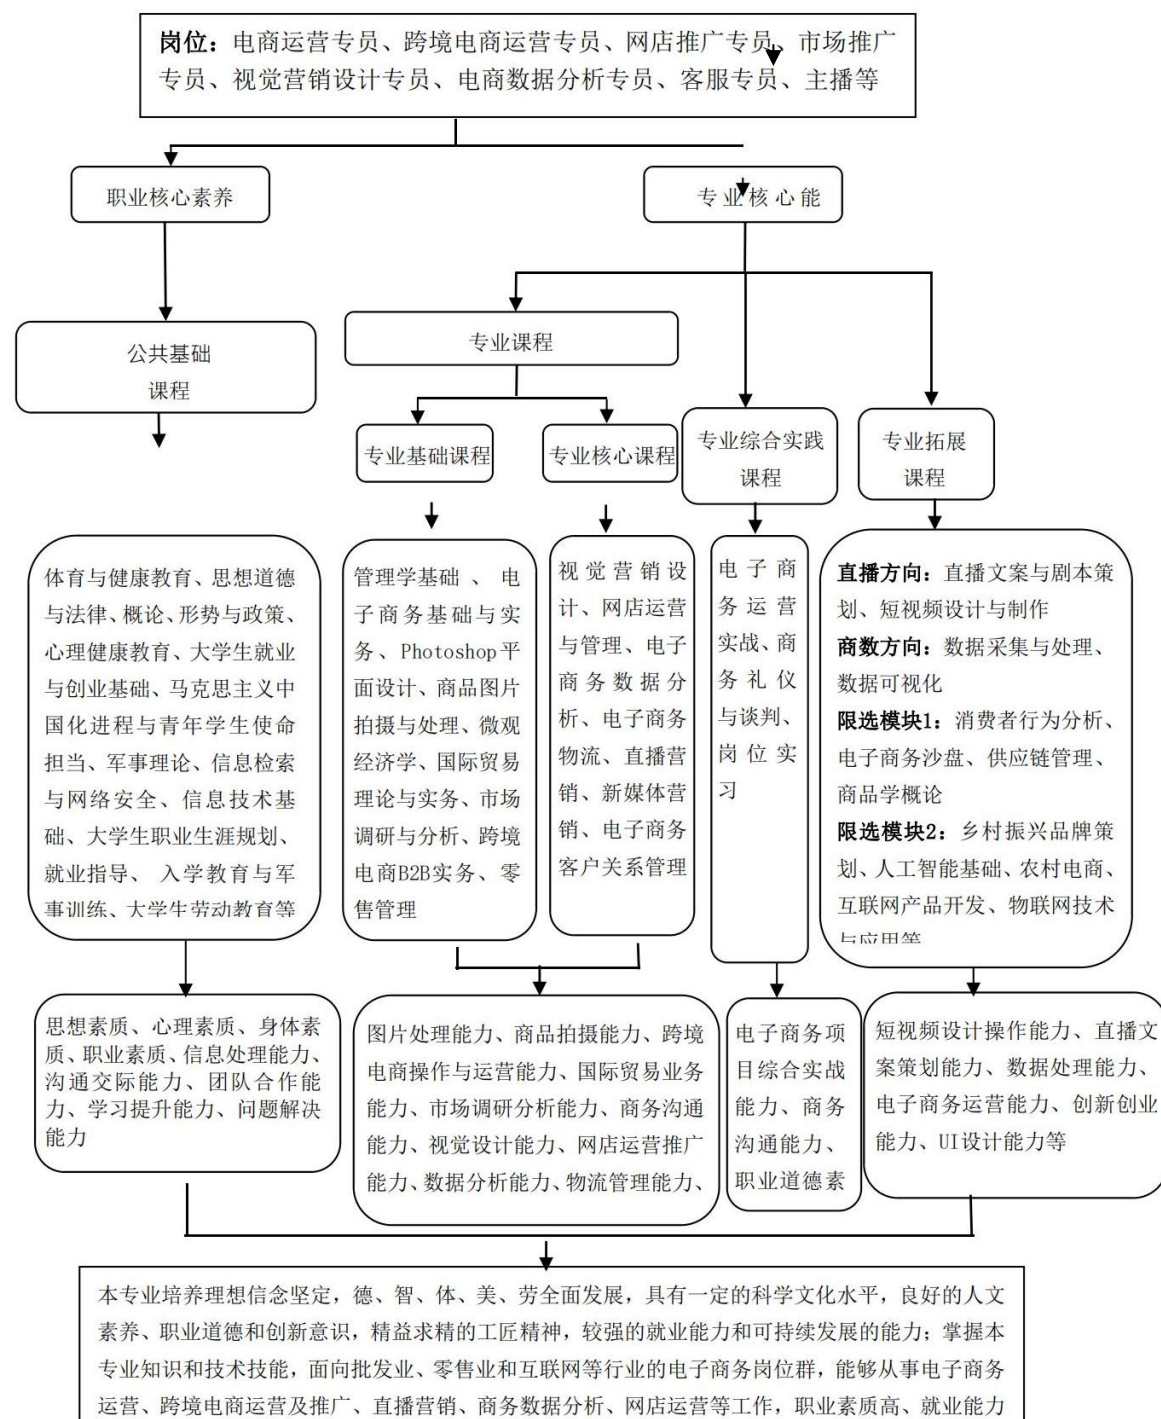 岗位：电商运营专员、跨境电商运营专员、网店推广专员、市场推广
专员、视觉营销设计专员、电商数据分析专员、客服专员、主播等
职业核心素养
专业核心能
公共基础
课程
专业课程
专业基础课程
专业核心课程
专业综合实践
课程
专业拓展
课程
体育与健康教育、思想道德
与法律、概论、形势与政策、
心理健康教育、大学生就业
与创业基础、马克思主义中
国化进程与青年学生使命
担当、军事理论、信息检索
与网络安全、信息技术基
础、大学生职业生涯规划、
就业指导、 入学教育与军
事训练、大学生劳动教育等
管理学基础、电
子商务基础与实
务、Photoshop平
面设计、商品图片
拍摄与处理、微观
经济学、国际贸易
理论与实务、市场
调研与分析、跨境
电商B2B实务、零
售管理
视觉营销设
计、网店运营
与管理、电子
商务数据分
析、电子商务
物流、直播营
销、新媒体营
销、电子商务
客户关系管理
电子商
务运营
实战、商
务礼仪
与谈判、
岗位实
习
直播方向：直播文案与剧本策
划、短视频设计与制作
商数方向：数据采集与处理、
数据可视化
限选模块1：消费者行为分析、
电子商务沙盘、供应链管理、
商品学概论
限选模块2：乡村振兴品牌策
划、人工智能基础、农村电商、
互联网产品开发、物联网技术
与应用等
思想素质、心理素质、身体素
质、职业素质、信息处理能力、
沟通交际能力、团队合作能
力、学习提升能力、问题解决
能力
图片处理能力、商品拍摄能力、跨境
电商操作与运营能力、国际贸易业务
能力、市场调研分析能力、商务沟通
能力、视觉设计能力、网店运营推广
能力、数据分析能力、物流管理能力、
电子商务项
目综合实战
能力、商务
沟通能力、
职业道德素
短视频设计操作能力、直播文
案策划能力、数据处理能力、
电子商务运营能力、创新创业
能力、UI设计能力等
本专业培养理想信念坚定，德、智、体、美、劳全面发展，具有一定的科学文化水平，良好的人文
素养、职业道德和创新意识，精益求精的工匠精神，较强的就业能力和可持续发展的能力；掌握本
专业知识和技术技能，面向批发业、零售业和互联网等行业的电子商务岗位群，能够从事电子商务
运营、跨境电商运营及推广、直播营销、商务数据分析、网店运营等工作，职业素质高、就业能力